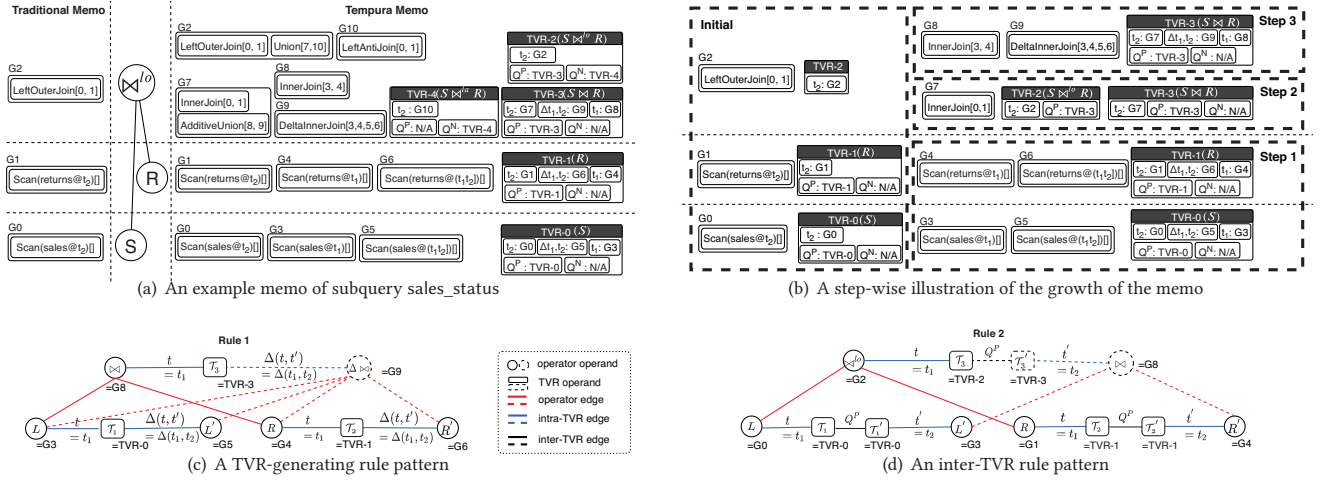 Traditional Memo
Tempura Memo
G2
LeftOuterJoin[0, 1]
⋈lo
R
S
G1
Scan(returns@t2)[]
G0
Scan(sales@t2)[]
G2
LeftOuterJoin[0, 1] Union[7,10]
G10
LeftAntiJoin[0, 1]
TVR-2(S ⋈lo R)
t2: G2
QP: TVR-3 QN: TVR-4
G7
InnerJoin[0, 1]
AdditiveUnion[8, 9]
G8
InnerJoin[3, 4]
G9
DeltaInnerJoin[3,4,5,6]
TVR-4(S ⋈la R)
t2: G10
QP: N/A QN: TVR-4
TVR-3(S ⋈ R)
t2: G7 Δt1,t2: G9 t1: G8
QP: TVR-3 QN: N/A
G1
Scan(returns@t2)[]
G4
Scan(returns@t1)[]
G6
Scan(returns@(t1t2])[]
TVR-1(R)
t2: G1 Δt1,t2: G6 t1: G4
QP: TVR-1 QN: N/A
G0
Scan(sales@t2)[]
G3
Scan(sales@t1)[]
G5
Scan(sales@(t1t2])[]
TVR-0(S)
t2: G0 Δt1,t2: G5 t1: G3
QP: TVR-0 QN: N/A
(a) An example memo of subquery sales_status
Initial
G2
LeftOuterJoin[0, 1]
TVR-2
t2: G2
G1
Scan(returns@t2)[]
TVR-1(R)
t2: G1
QP: TVR-1 QN: N/A
G0
Scan(sales@t2)[]
TVR-0(S)
t2: G0
QP: TVR-0 QN: N/A
Step 3
G8
InnerJoin[3, 4]
G9
DeltaInnerJoin[3,4,5,6]
TVR-3(S ⋈ R)
t2: G7 Δt1,t2: G9 t1: G8
QP: TVR-3 QN: N/A
Step 2
G7
InnerJoin[0,1]
TVR-2(S ⋈lo R)
t2: G2 QP: TVR-3
TVR-3(S ⋈ R)
t2: G7 QP: TVR-3 QN: N/A
Step 1
G4
Scan(returns@t1)[]
G6
Scan(returns@(t1t2])[]
TVR-1(R)
t2: G1 Δt1,t2: G6 t1: G4
QP: TVR-1 QN: N/A
G3
Scan(sales@t1)[]
G5
Scan(sales@(t1t2])[]
TVR-0(S)
t2: G0 Δt1,t2: G5 t1: G3
QP: TVR-0 QN: N/A
(b) A step-wise illustration of the growth of the memo
Rule 1
⋈
=G8
t
= t1
T3
=TVR-3
Δ(t, t′)
= Δ(t1, t2)
Δ ⋈
=G9
L
=G3
t
= t1
T1
=TVR-0
Δ(t, t′)
= Δ(t1, t2)
L′
=G5
R
=G4
t
= t1
T2
=TVR-1
Δ(t, t′)
= Δ(t1, t2)
R′
=G6
operator operand
TVR operand
operator edge
intra-TVR edge
inter-TVR edge
(c) A TVR-generating rule pattern
Rule 2
⋈lo
=G2
t
= t1
T3
=TVR-2
QP
T3′
=TVR-3
t′
= t2
⋈
=G8
L
=G0
t
= t1
T1
=TVR-0
QP
T1′
=TVR-0
t′
= t2
L′
=G3
R
=G1
t
= t1
T2
=TVR-1
QP
T2′
=TVR-1
t′
= t2
R′
=G4
(d) An inter-TVR rule pattern